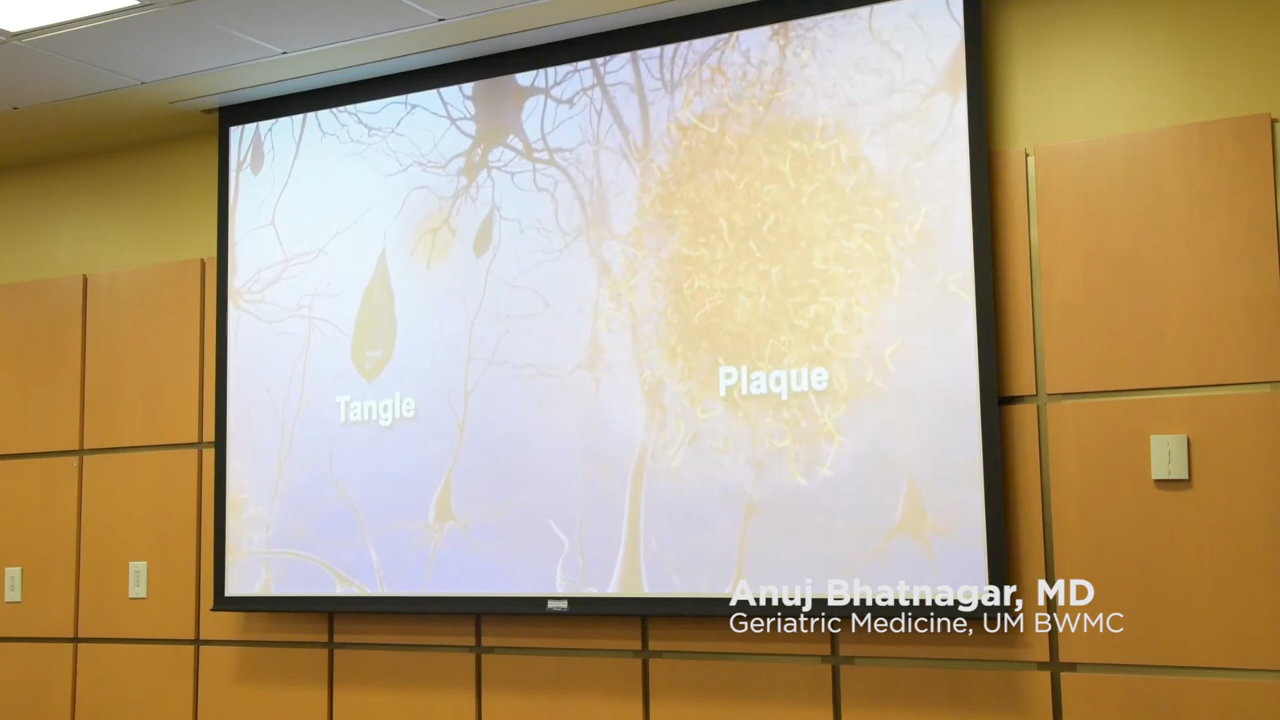 Tangle
Plaque
Anuj Bhatnagar, MD
Geriatric Medicine, UM BWMC